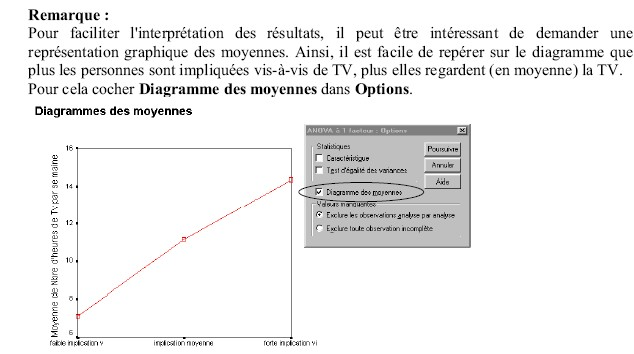 Remarque :
Pour faciliter l'interprétation des résultats, il peut être intéressant de demander une
représentation graphique des moyennes. Ainsi, il est facile de repérer sur le diagramme que
plus les personnes sont impliquées vis-à-vis de TV, plus elles regardent (en moyenne) la TV.
Pour cela cocher Diagramme des moyennes dans Options.
Diagrammes des moyennes
Moyenne de Nbre d'heures de Tv par semaine
16
14
12
10
8
6
faible implication v
implication moyenne
forte implication vi
ANOVA à 1 facteur : Options
Statistiques
Caractéristique
Test d'égalité des variances
Diagramme des moyennes
Valeurs manquantes
Exclure les observations analyse par analyse
Exclure toute observation incomplète
Poursuivre
Annuler
Aide